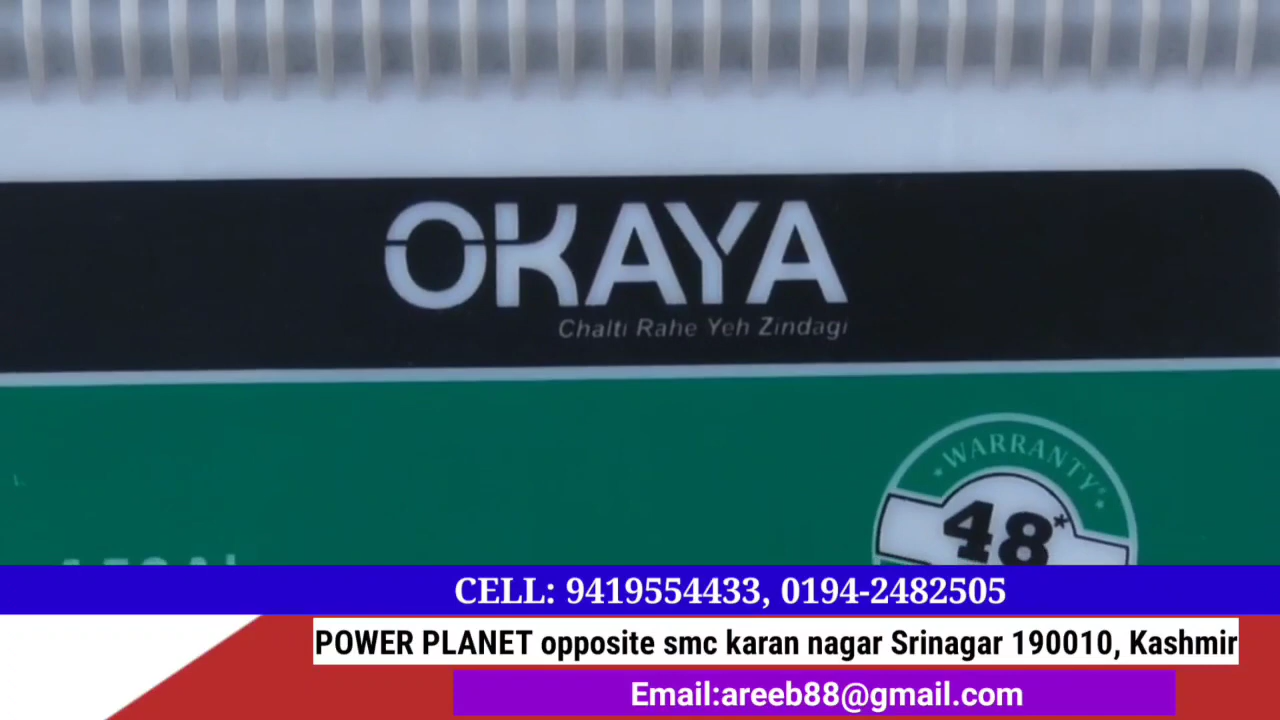 OKAYA
Chalti Rahe Yeh Zindagi
WARRANTY*
48*
CELL: 9419554433, 0194-2482505
POWER PLANET opposite smc karan nagar Srinagar 190010, Kashmir
Email:areeb88@gmail.com